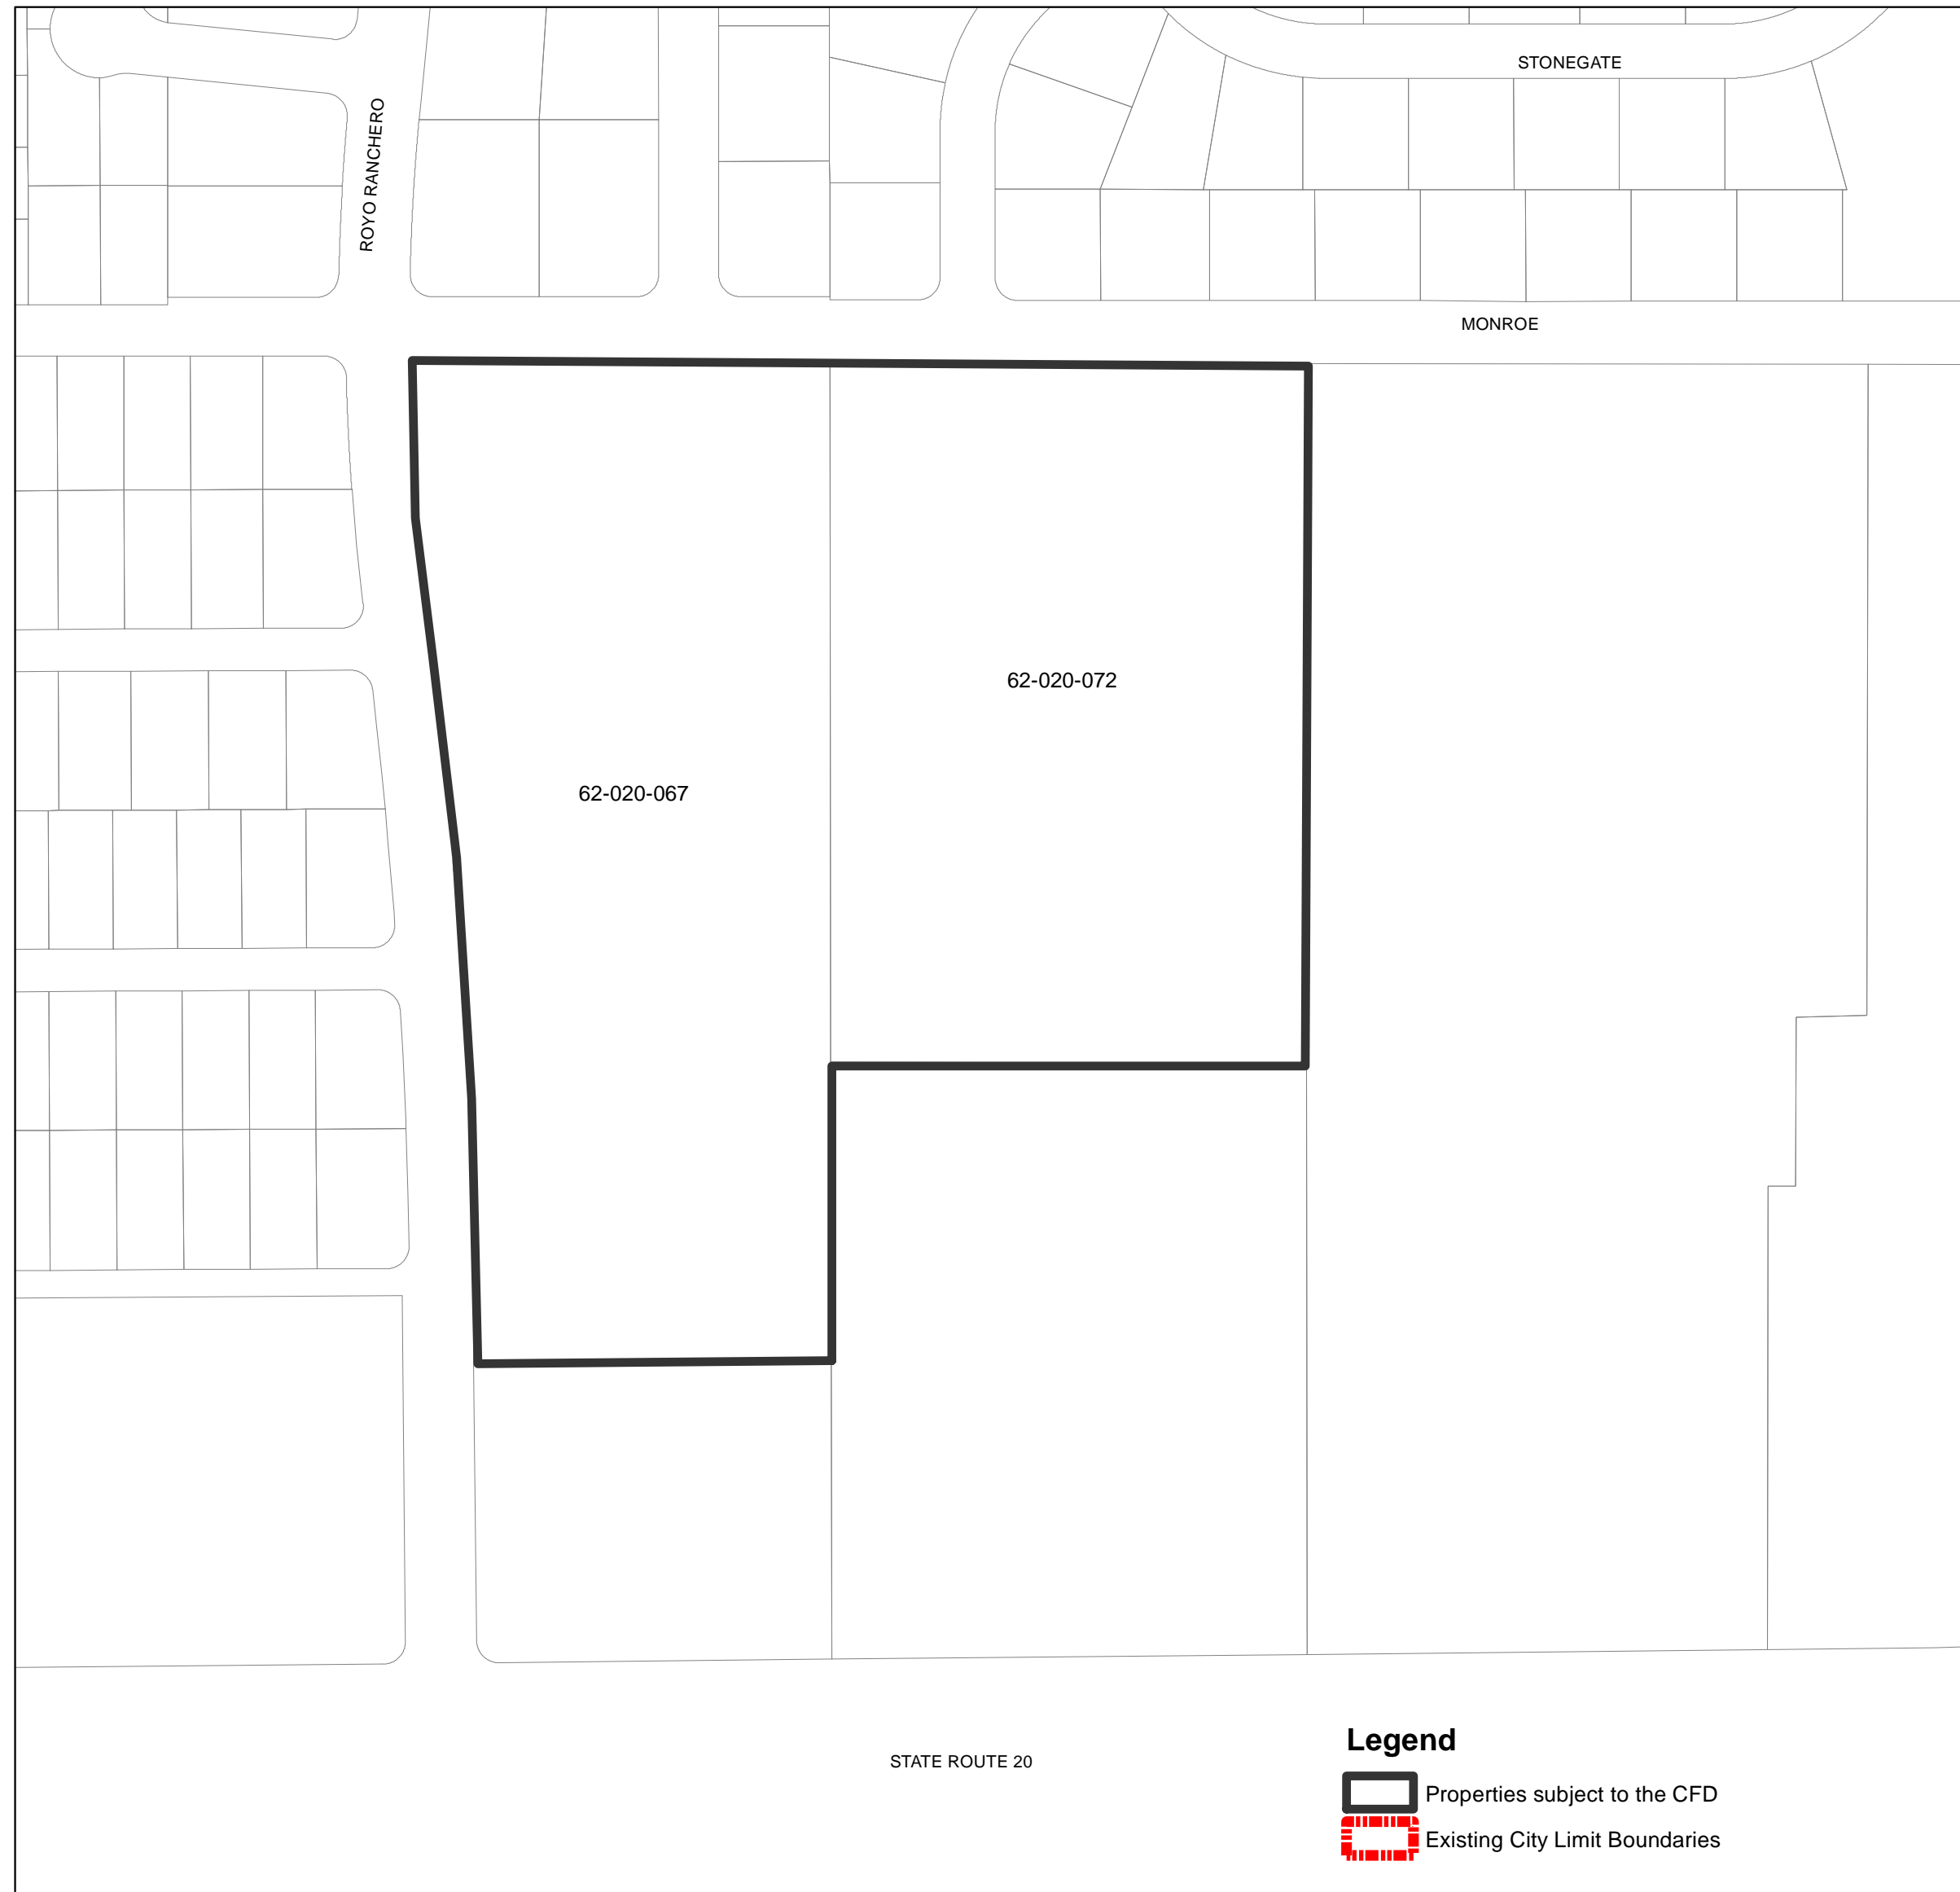 STONEGATE
ROYO RANCHERO
MONROE
62-020-072
62-020-067
STATE ROUTE 20
Legend
Properties subject to the CFD
Existing City Limit Boundaries